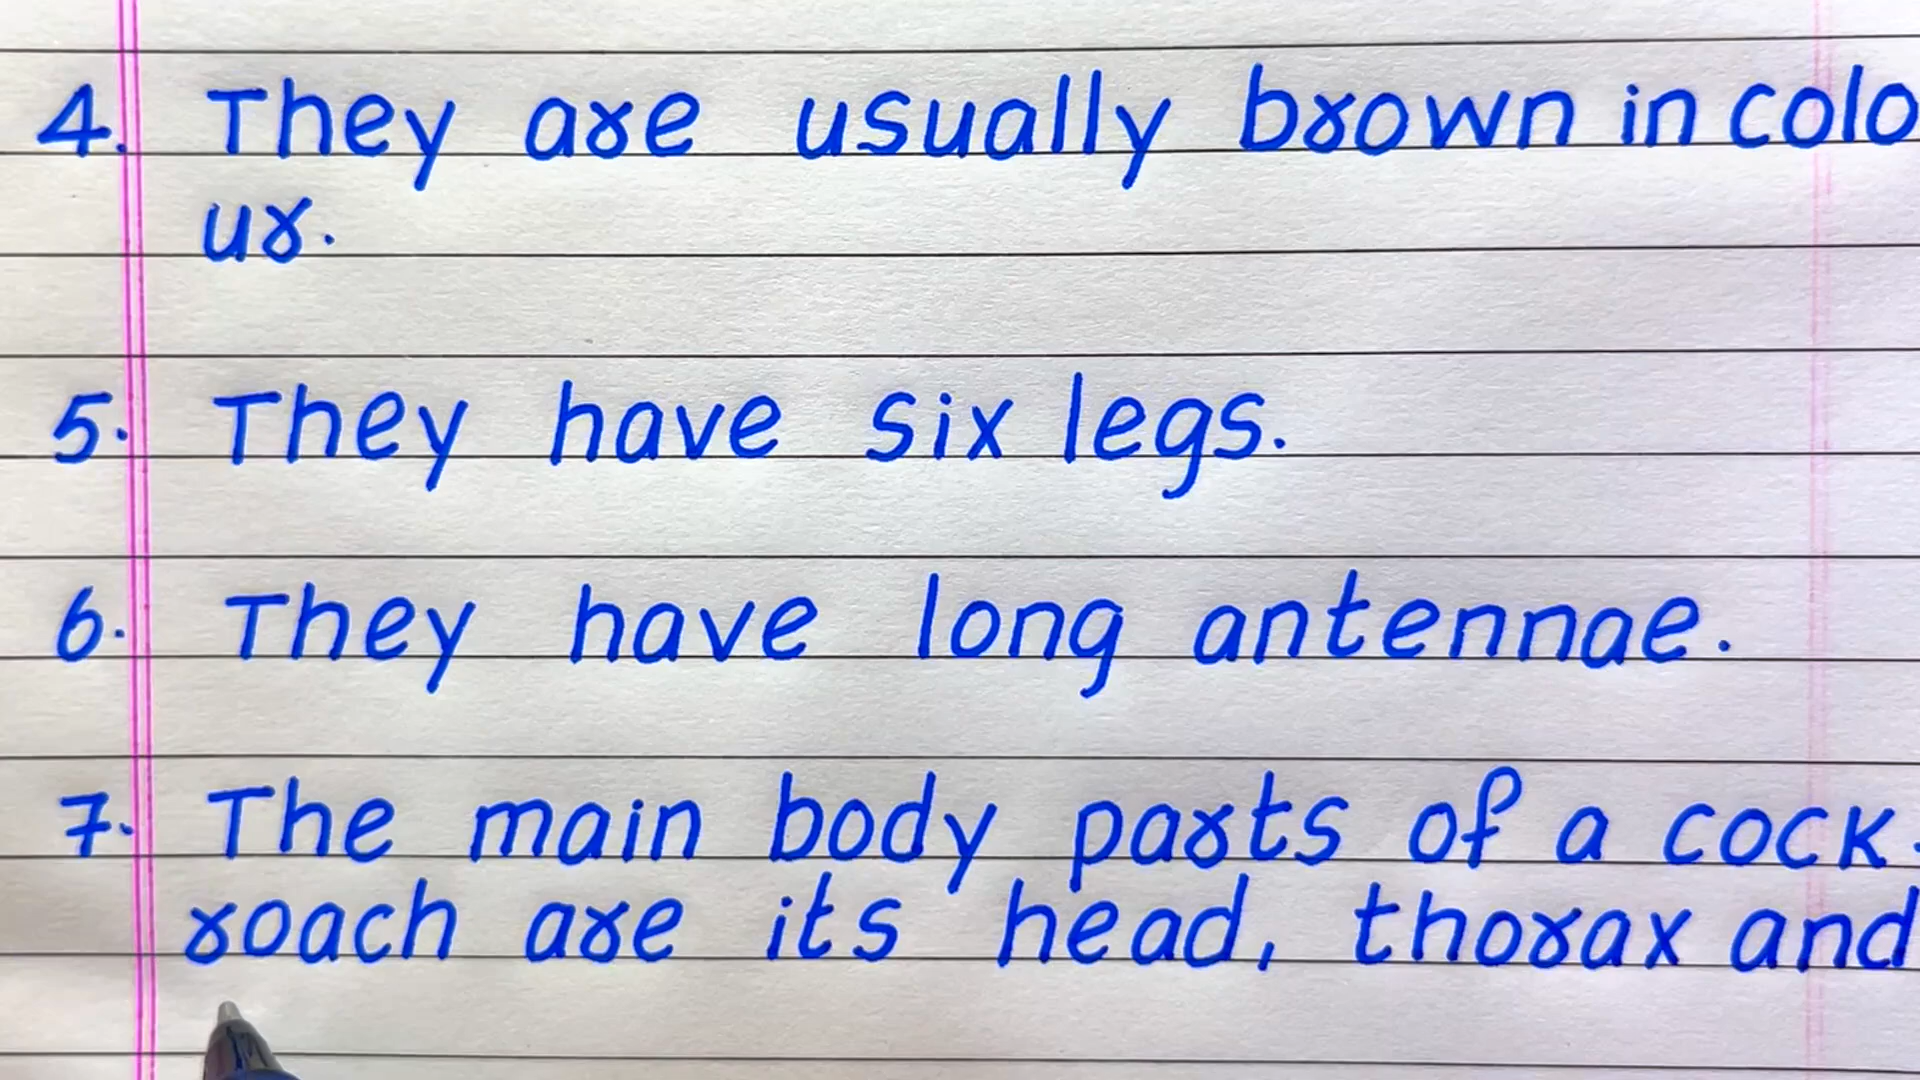 4. They are usually brown in colo
ur.
5. They have six legs.
6. They have long antennae.
7. The main body parts of a cock-
roach are its head, thorax and